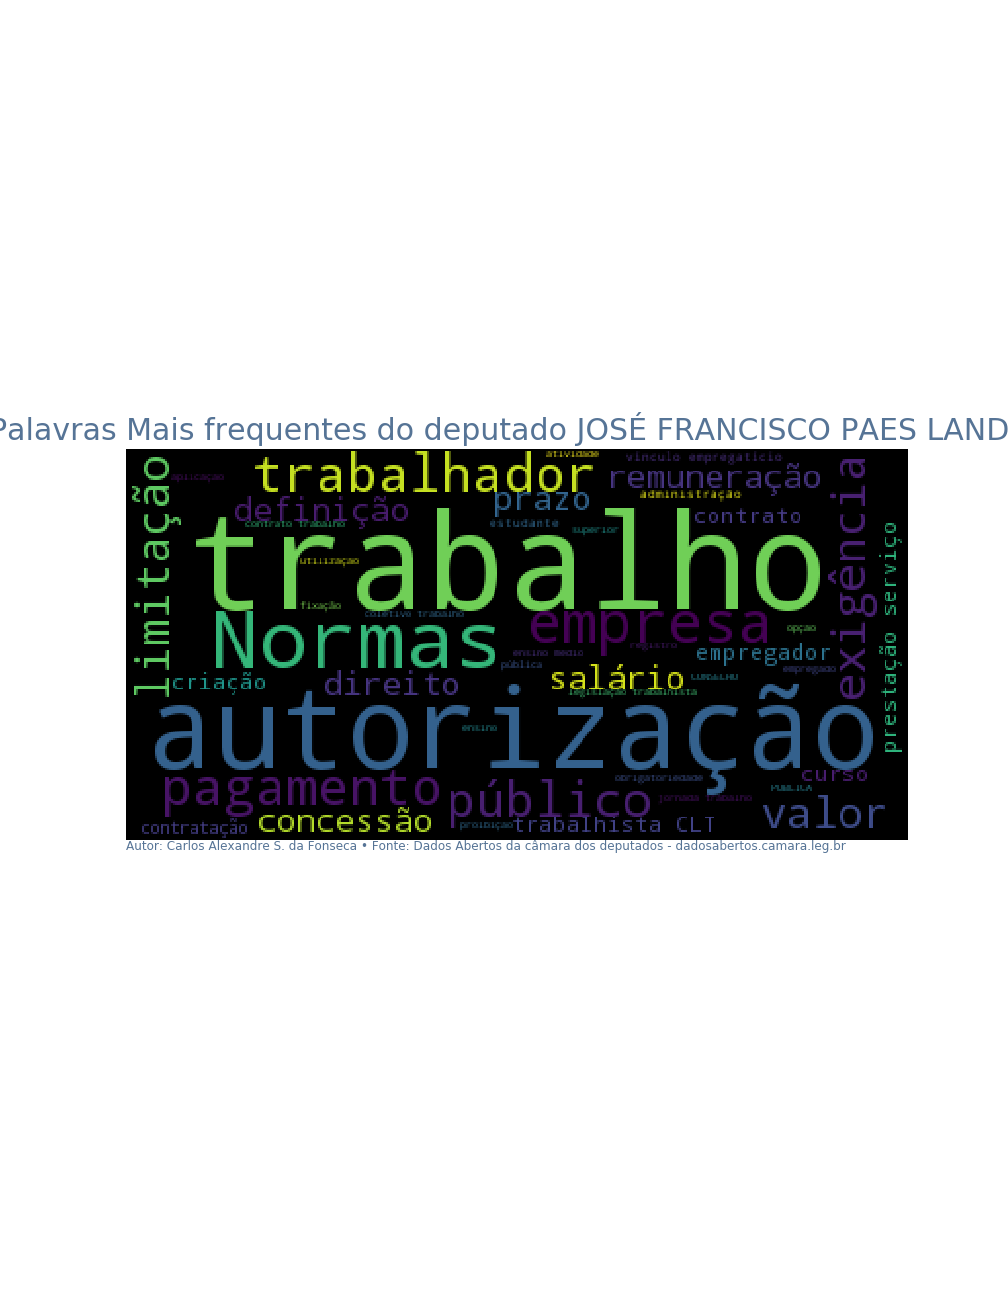 Palavras Mais frequentes do deputado JOSÉ FRANCISCO PAES LAND
atividade
vínculo empregatício
trabalhador
remuneração
aplicação
limitação
prazo
administração
exigência
definição
contrato
contrato trabalho
estudante
superior
trabalho
prestação serviço
utilização
fixação
coletivo trabalho
Normas
empresa
opção
registro
ensino médio
empregador
pública
empregado
criação
direito
salário
CONSELHO
legislação trabalhista
autorização
ensino
pagamento
obrigatoriedade
curso
público
PÚBLICA
jornada trabalho
valor
concessão
contratação
proibição
trabalhista CLT
Autor: Carlos Alexandre S. da Fonseca • Fonte: Dados Abertos da câmara dos deputados - dadosabertos.camara.leg.br